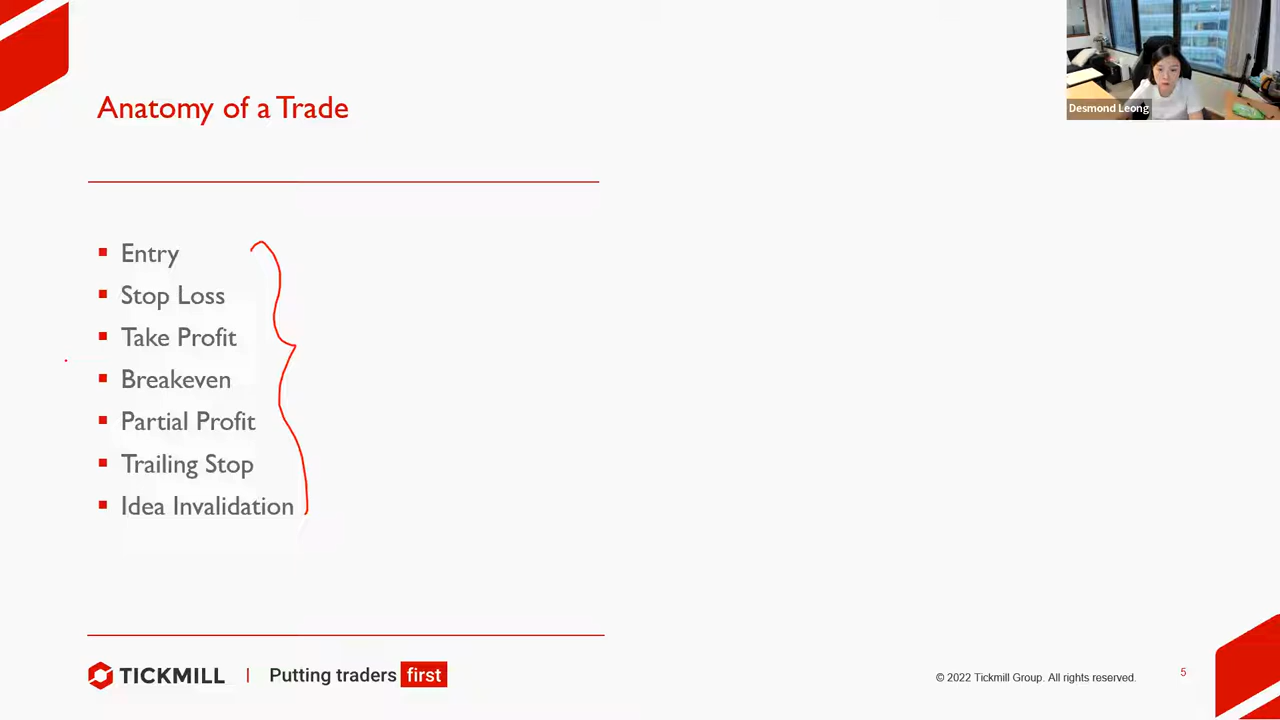 Desmond Leong
Anatomy of a Trade
Entry
Stop Loss
Take Profit
Breakeven
Partial Profit
Trailing Stop
Idea Invalidation
TICKMILL | Putting traders first
© 2022 Tickmill Group. All rights reserved.
5